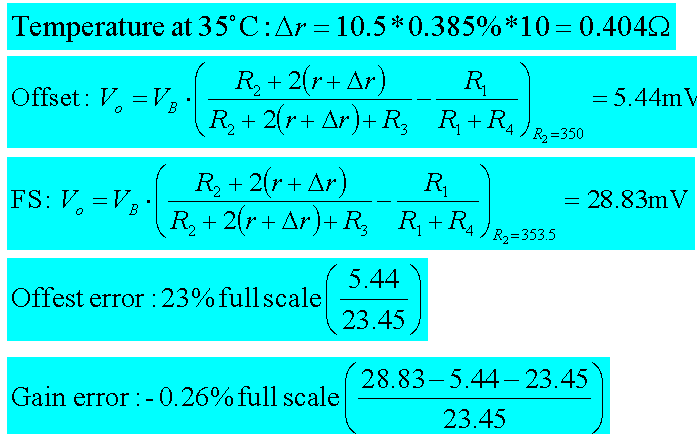 Temperature at 35°C : Δr = 10.5 * 0.385% * 10 = 0.404Ω
Offset : V_o = V_B · ( (R_2 + 2(r + Δr)) / (R_2 + 2(r + Δr) + R_3) − R_1 / (R_1 + R_4) )_{R_2=350} = 5.44mV
FS : V_o = V_B · ( (R_2 + 2(r + Δr)) / (R_2 + 2(r + Δr) + R_3) − R_1 / (R_1 + R_4) )_{R_2=353.5} = 28.83mV
Offest error : 23% full scale ( 5.44 / 23.45 )
Gain error : - 0.26% full scale ( (28.83 − 5.44 − 23.45) / 23.45 )